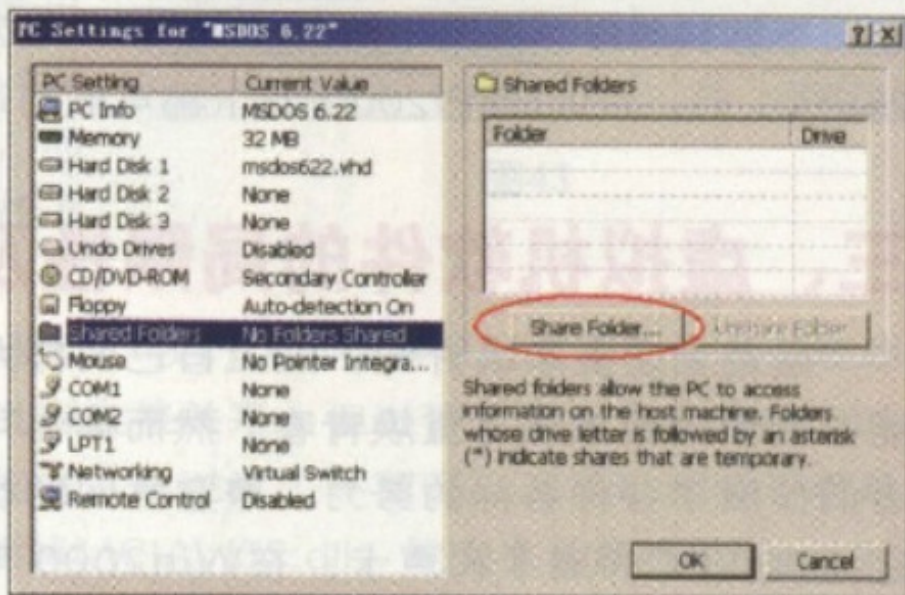 PC Settings for "MSDOS 6.22"
PC Setting Current Value
PC Info MSDOS 6.22
Memory 32 MB
Hard Disk 1 msdos622.vhd
Hard Disk 2 None
Hard Disk 3 None
Undo Drives Disabled
CD/DVD-ROM Secondary Controller
Floppy Auto-detection On
Shared Folders No Folders Shared
Mouse No Pointer Integra...
COM1 None
COM2 None
LPT1 None
Networking Virtual Switch
Remote Control Disabled
Shared Folders
Folder Drive
Share Folder... Unshare Folder
Shared folders allow the PC to access
information on the host machine. Folders
whose drive letter is followed by an asterisk
(*) indicate shares that are temporary.
OK Cancel